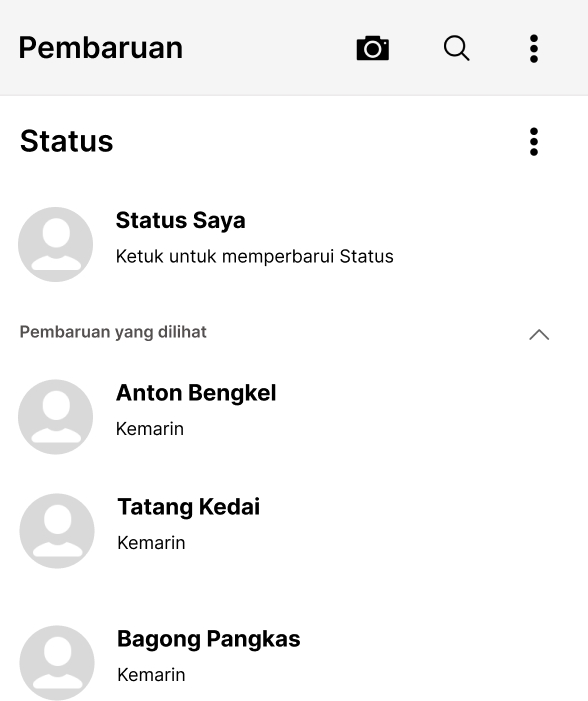 Pembaruan
Status
Status Saya
Ketuk untuk memperbarui Status
Pembaruan yang dilihat
Anton Bengkel
Kemarin
Tatang Kedai
Kemarin
Bagong Pangkas
Kemarin